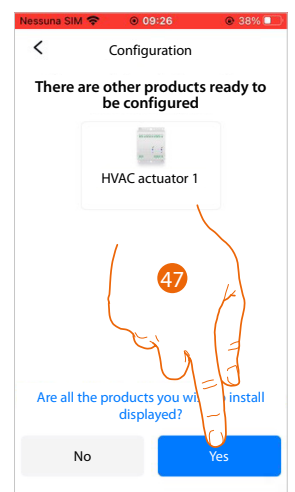 Nessuna SIM 09:26 38%
Configuration
There are other products ready to
be configured
HVAC actuator 1
47
Are all the products you install
displayed?
No Yes